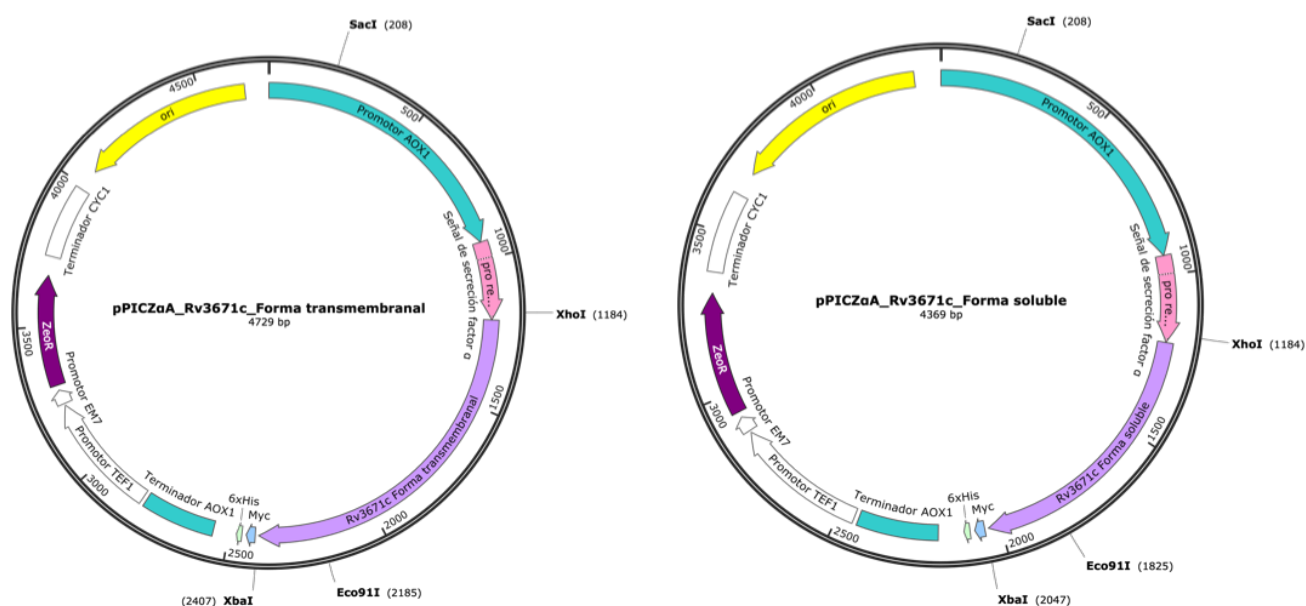 SacI (208)
4500
ori
500
Promotor AOX1
4000
Terminador CYC1
1000
Señal de secreción factor α
pro re...
pPICZαA_Rv3671c_Forma transmembranal
4729 bp
XhoI (1184)
3500
ZeoR
Promotor EM7
1500
Promotor TEF1
Rv3671c Forma transmembranal
3000
Terminador AOX1
6xHis
Myc
2000
2500
Eco91I (2185)
(2407) XbaI
SacI (208)
4000
ori
500
Promotor AOX1
Terminador CYC1
3500
1000
Señal de secreción factor α
pro re...
pPICZαA_Rv3671c_Forma soluble
4369 bp
XhoI (1184)
ZeoR
3000
Promotor EM7
1500
Promotor TEF1
Rv3671c Forma soluble
Terminador AOX1
6xHis
Myc
2500
2000
Eco91I (1825)
XbaI (2047)